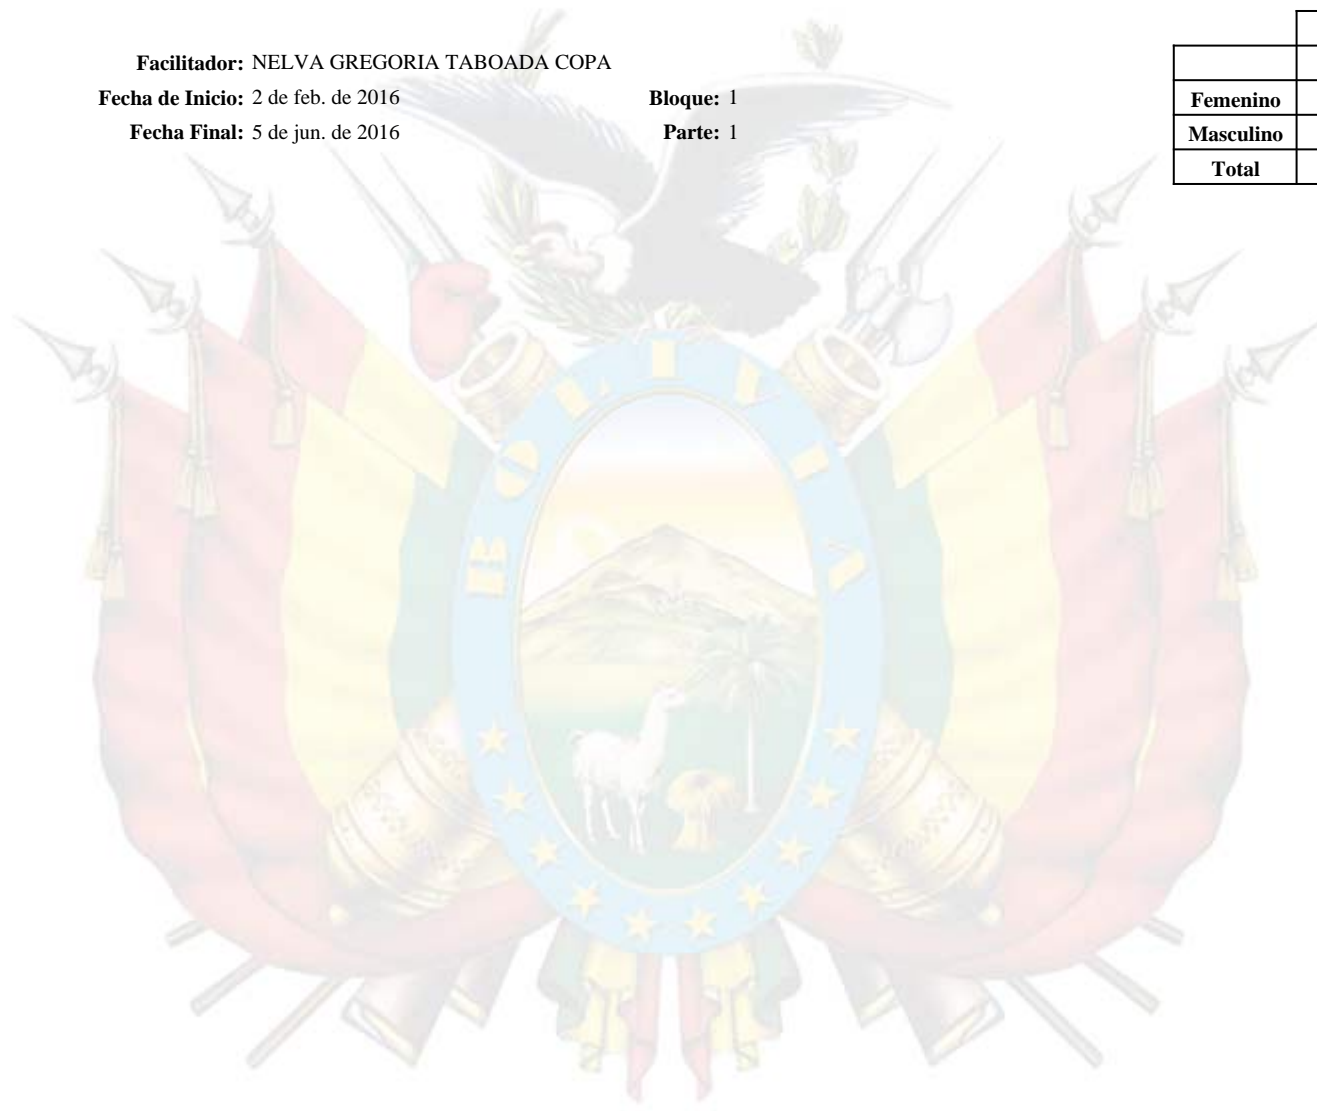 Facilitador: NELVA GREGORIA TABOADA COPA
Fecha de Inicio: 2 de feb. de 2016 Bloque: 1
Fecha Final: 5 de jun. de 2016 Parte: 1
Femenino
Masculino
Total
BOLIVIA